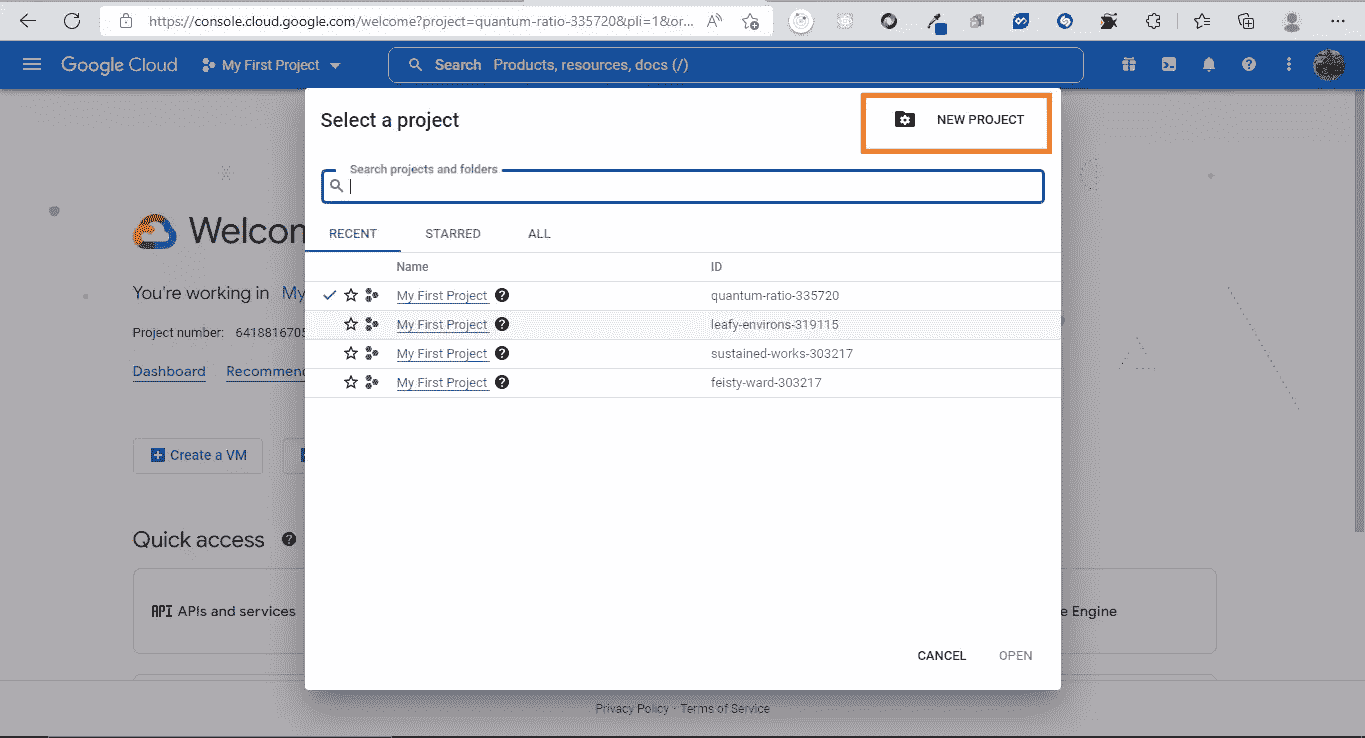 https://console.cloud.google.com/welcome?project=quantum-ratio-335720&pli=1&or...
Google Cloud My First Project Search Products, resources, docs (/)
Select a project NEW PROJECT
Search projects and folders
Welcon
RECENT STARRED ALL
Name ID
You're working in My
My First Project quantum-ratio-335720
My First Project leafy-environs-319115
Project number: 6418816705
My First Project sustained-works-303217
Dashboard Recommen
My First Project feisty-ward-303217
Create a VM
Quick access
API APIs and services
e Engine
CANCEL OPEN
Privacy Policy · Terms of Service